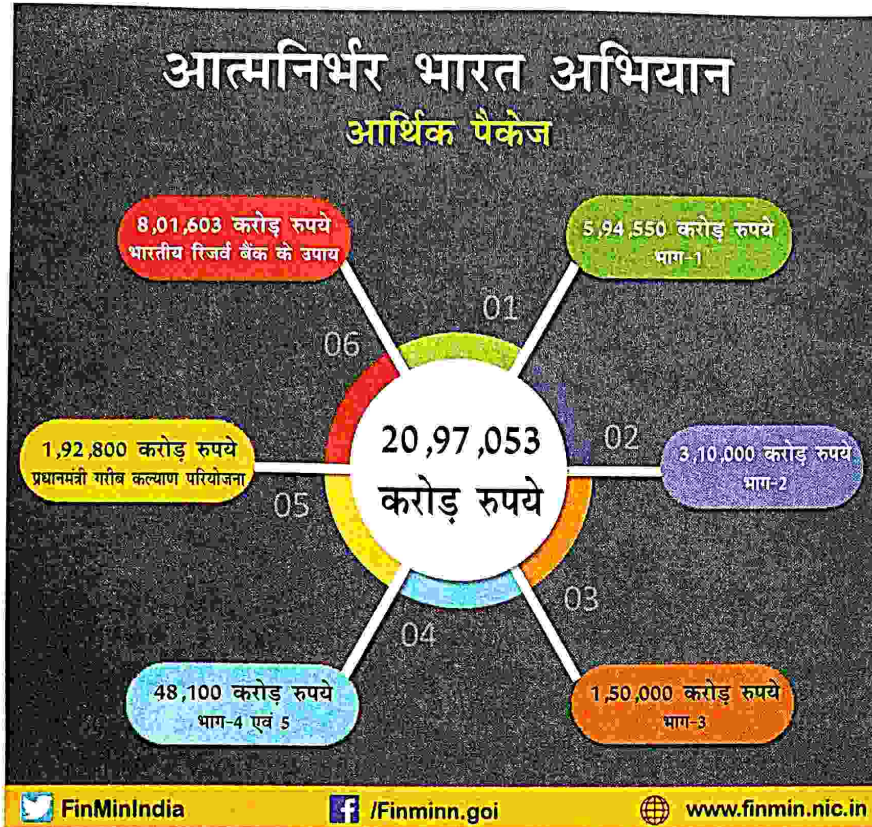 आत्मनिर्भर भारत अभियान
आर्थिक पैकेज
8,01,603 करोड़ रुपये
भारतीय रिजर्व बैंक के उपाय
5,94,550 करोड़ रुपये
भाग-1
06
01
1,92,800 करोड़ रुपये
प्रधानमंत्री गरीब कल्याण परियोजना
05
20,97,053
करोड़ रुपये
02
3,10,000 करोड़ रुपये
भाग-2
04
03
48,100 करोड़ रुपये
भाग-4 एवं 5
1,50,000 करोड़ रुपये
भाग-3
FinMinIndia
/Finminn.goi
www.finmin.nic.in